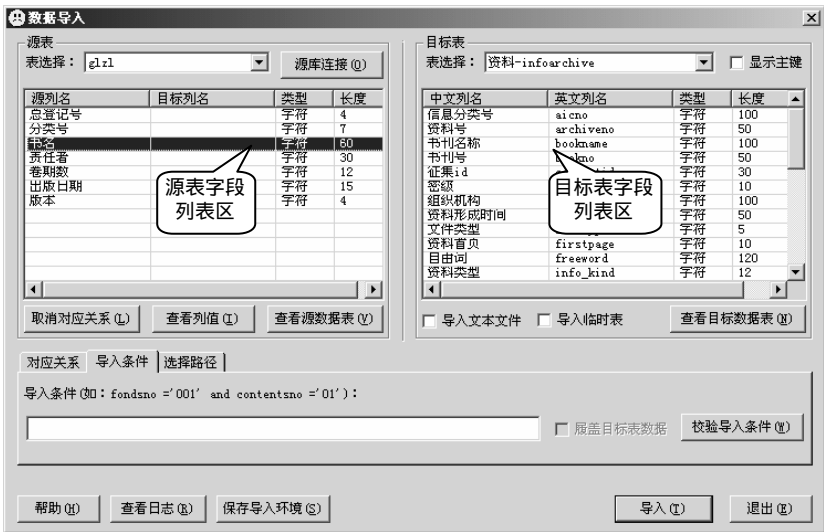 数据导入
源表
表选择： glzl 源库连接(O)
源列名 目标列名 类型 长度
总登记号 字符 4
分类号 字符 7
书名 字符 60
责任者 字符 30
卷期数 字符 12
出版日期 字符 15
版本 字符 4
源表字段
列表区
取消对应关系(L) 查看列值(I) 查看源数据表(V)
目标表
表选择： 资料-infoarchive 显示主键
中文列名 英文列名 类型 长度
信息分类号 aicno 字符 100
资料号 archiveno 字符 50
书刊名称 bookname 字符 100
书刊号 字符 50
征集id 字符 30
密级 字符 10
组织机构 字符 100
资料形成时间 字符 50
文件类型 字符 5
资料首页 firstpage 字符 10
自由词 freeword 字符 120
资料类型 info_kind 字符 12
目标表字段
列表区
导入文本文件 导入临时表 查看目标数据表(N)
对应关系 导入条件 选择路径
导入条件(如：fondsno ='001' and contentsno ='01')：
履盖目标表数据 校验导入条件(W)
帮助(H) 查看日志(R) 保存导入环境(S) 导入(T) 退出(E)